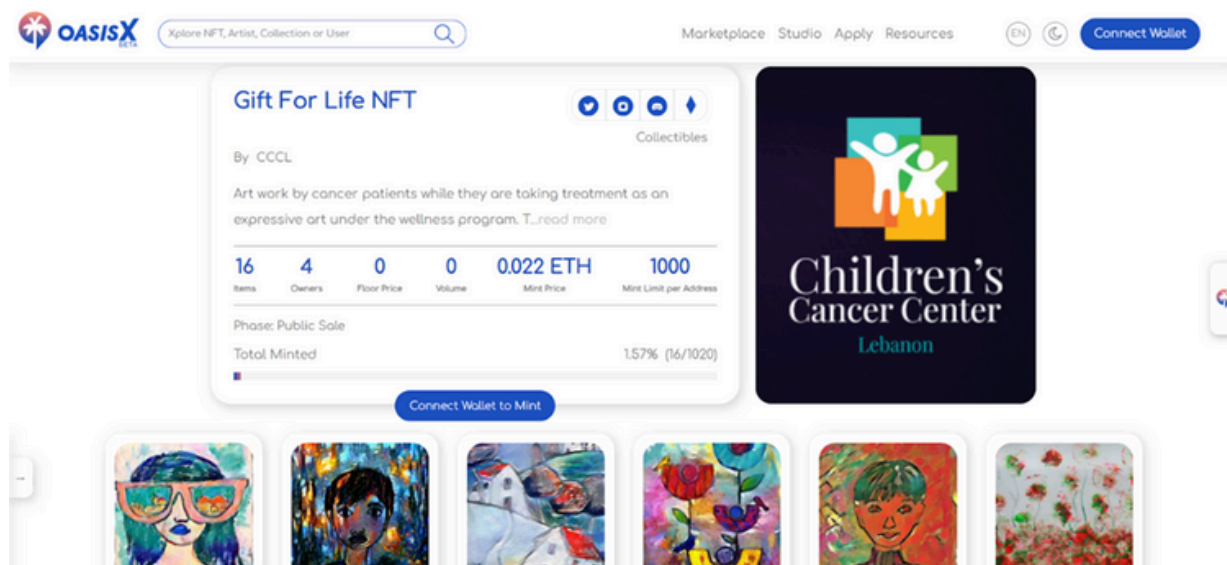 OASISX
BETA
Xplore NFT, Artist, Collection or User
Marketplace Studio Apply Resources
EN
Connect Wallet
Gift For Life NFT
Collectibles
By CCCL
Art work by cancer patients while they are taking treatment as an
expressive art under the wellness program. T...read more
16 4 0 0 0.022 ETH 1000
Items Owners Floor Price Volume Mint Price Mint Limit per Address
Phase: Public Sale
Total Minted 1.57% (16/1020)
Connect Wallet to Mint
Children's
Cancer Center
Lebanon